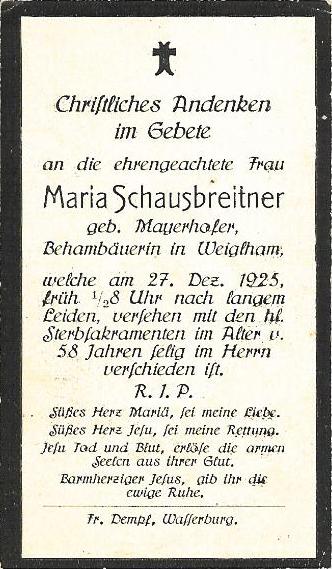 Chriſtliches Andenken
im Gebete
an die ehrengeachtete Frau
Maria Schausbreitner
geb. Mayerhofer,
Behambäuerin in Weiglham,
welche am 27. Dez. 1925,
früh ½8 Uhr nach langem
Leiden, verſehen mit den hl.
Sterbſakramenten im Alter v.
58 Jahren ſelig im Herrn
verſchieden iſt.
R. I. P.
Süßes Herz Mariä, ſei meine Liebe.
Süßes Herz Jeſu, ſei meine Rettung.
Jeſu Tod und Blut, erlöſe die armen
Seelen aus ihrer Glut.
Barmherziger Jeſus, gib ihr die
ewige Ruhe.
Fr. Dempf, Waſſerburg.